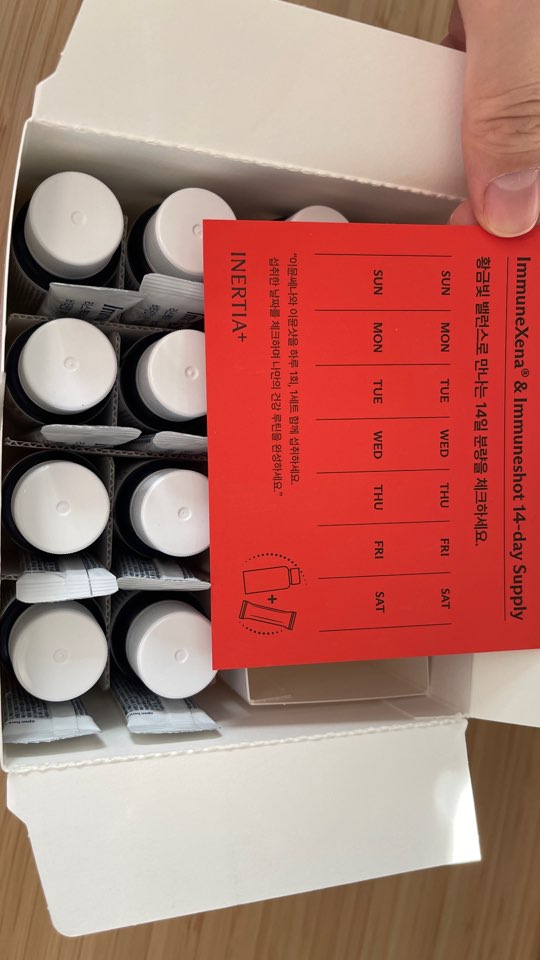 ImmuneXena® & Immuneshot 14-day Supply
황금빛 밸런스로 만나는 14일 분량을 체크하세요.
SUN MON TUE WED THU FRI SAT
SUN MON TUE WED THU FRI SAT
"이뮨쎄나와 이뮨샷을 하루 1회, 1세트 함께 섭취하세요.
섭취한 날짜를 체크하며 나만의 건강 루틴을 완성하세요."
+
INERTIA+